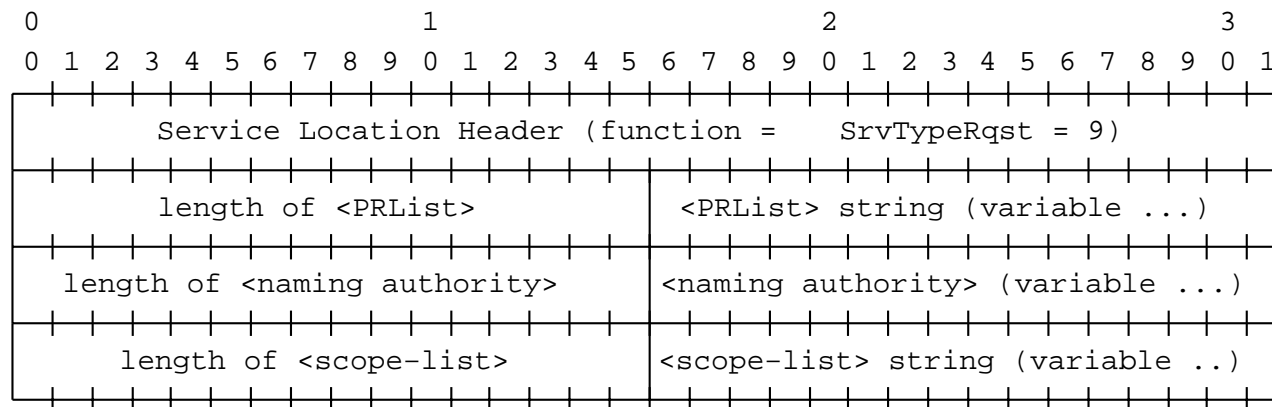 0 1 2 3
0 1 2 3 4 5 6 7 8 9 0 1 2 3 4 5 6 7 8 9 0 1 2 3 4 5 6 7 8 9 0 1
Service Location Header (function = SrvTypeRqst = 9)
length of <PRList> <PRList> string (variable ...)
length of <naming authority> <naming authority> (variable ...)
length of <scope-list> <scope-list> string (variable ..)